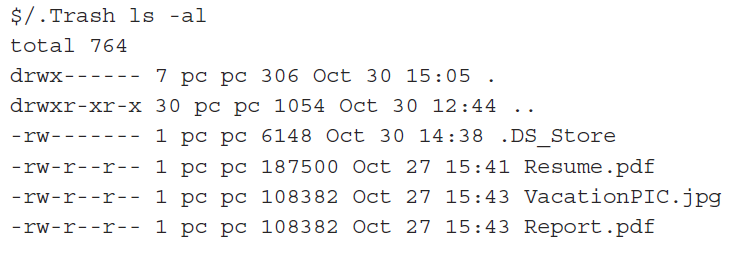 $/.Trash ls -al
total 764
drwx------ 7 pc pc 306 Oct 30 15:05 .
drwxr-xr-x 30 pc pc 1054 Oct 30 12:44 ..
-rw------- 1 pc pc 6148 Oct 30 14:38 .DS_Store
-rw-r--r-- 1 pc pc 187500 Oct 27 15:41 Resume.pdf
-rw-r--r-- 1 pc pc 108382 Oct 27 15:43 VacationPIC.jpg
-rw-r--r-- 1 pc pc 108382 Oct 27 15:43 Report.pdf